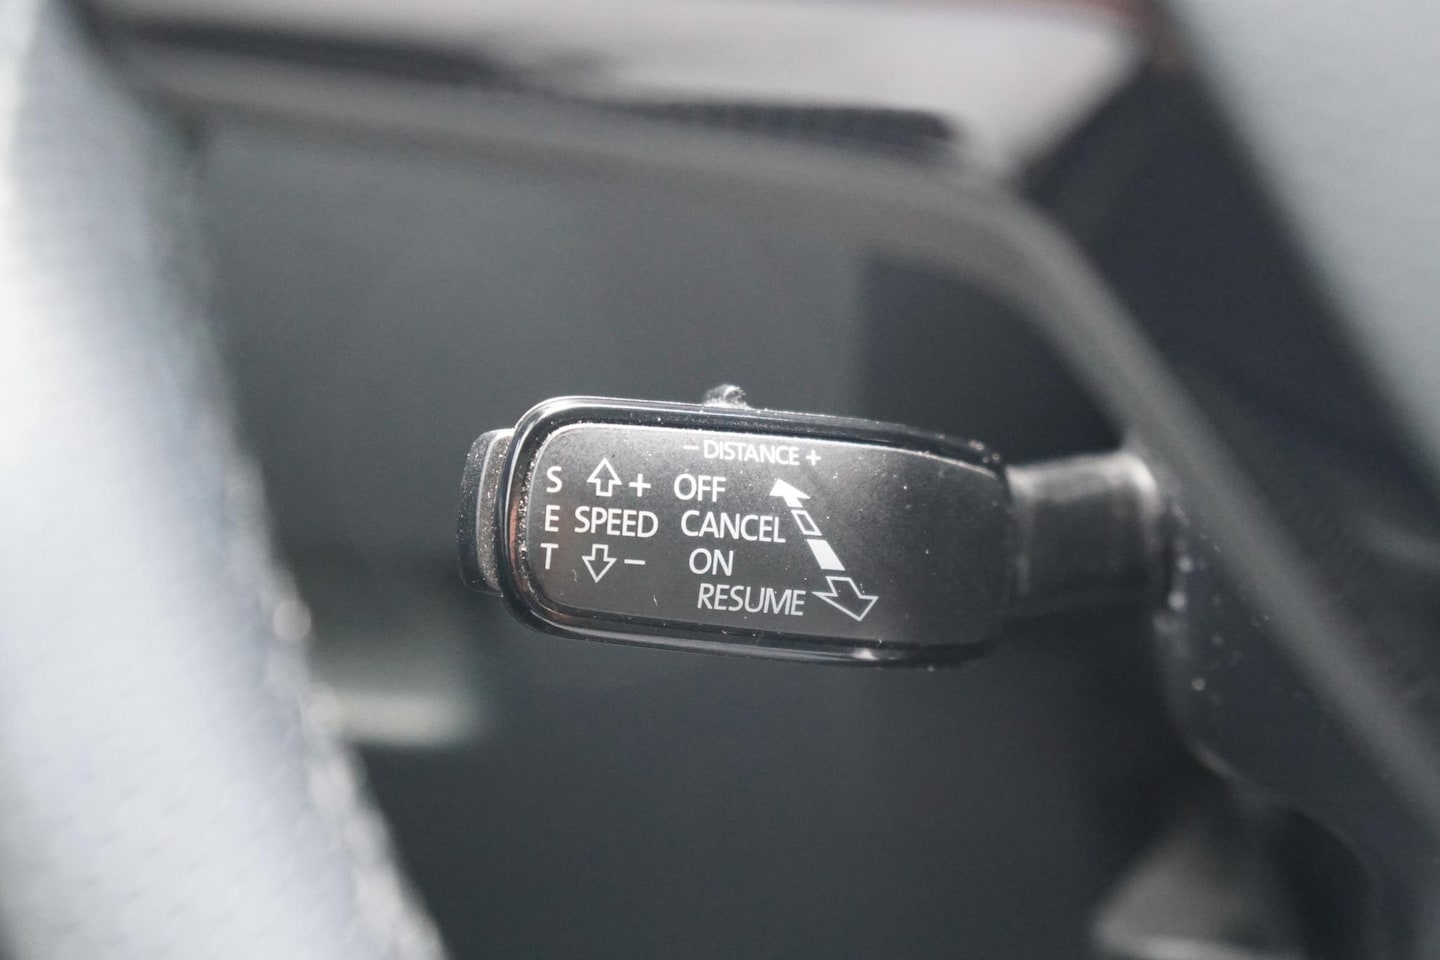 − DISTANCE +
S + OFF
E SPEED CANCEL
T − ON
RESUME